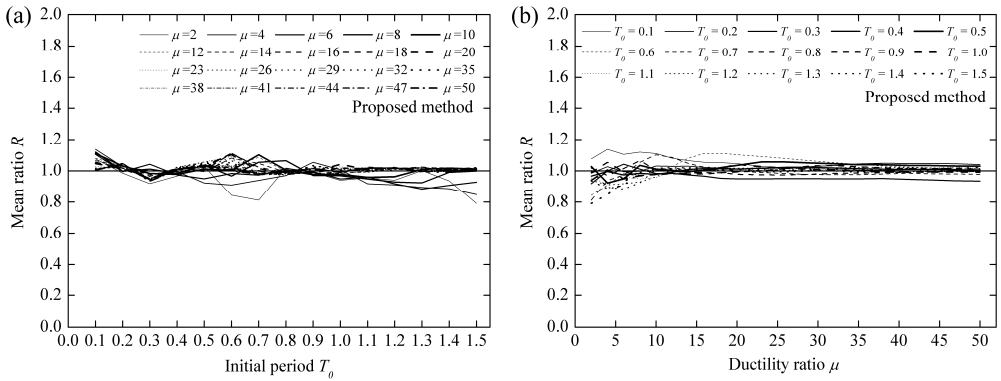 (a)
2.0
1.8
1.6
1.4
1.2
1.0
0.8
0.6
0.4
0.2
0.0
Mean ratio R
μ=2 μ=4 μ=6 μ=8 μ=10
μ=12 μ=14 μ=16 μ=18 μ=20
μ=23 μ=26 μ=29 μ=32 μ=35
μ=38 μ=41 μ=44 μ=47 μ=50
Proposed method
0.0 0.1 0.2 0.3 0.4 0.5 0.6 0.7 0.8 0.9 1.0 1.1 1.2 1.3 1.4 1.5
Initial period T0
(b)
2.0
1.8
1.6
1.4
1.2
1.0
0.8
0.6
0.4
0.2
0.0
Mean ratio R
T0 = 0.1 T0 = 0.2 T0 = 0.3 T0 = 0.4 T0 = 0.5
T0 = 0.6 T0 = 0.7 T0 = 0.8 T0 = 0.9 T0 = 1.0
T0 = 1.1 T0 = 1.2 T0 = 1.3 T0 = 1.4 T0 = 1.5
Proposed method
0 5 10 15 20 25 30 35 40 45 50
Ductility ratio μ